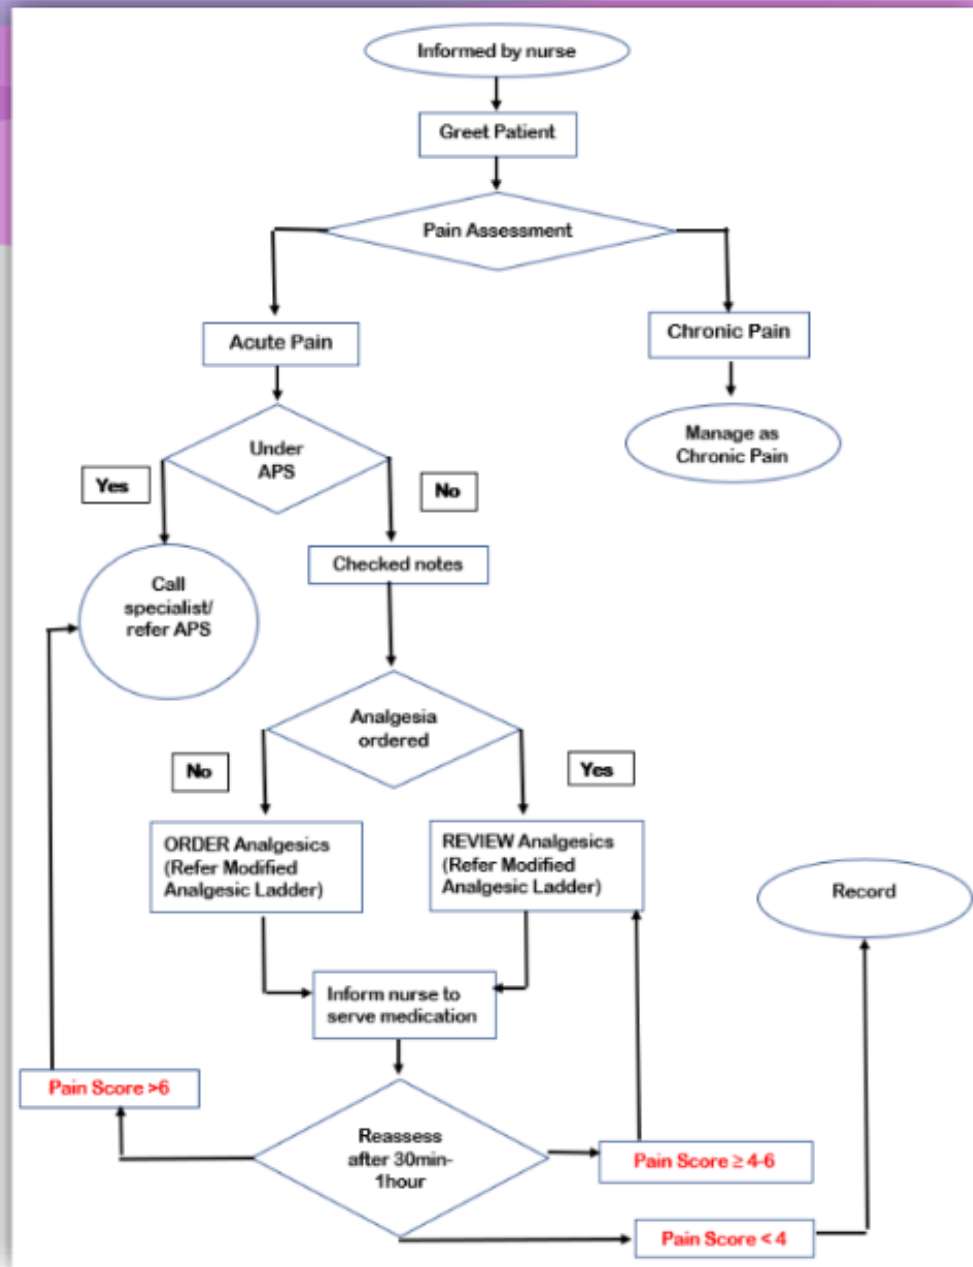 Informed by nurse
Greet Patient
Pain Assessment
Acute Pain
Chronic Pain
Manage as
Chronic Pain
Under
APS
Yes
No
Call
specialist/
refer APS
Checked notes
Analgesia
ordered
No
Yes
ORDER Analgesics
(Refer Modified
Analgesic Ladder)
REVIEW Analgesics
(Refer Modified
Analgesic Ladder)
Record
Inform nurse to
serve medication
Pain Score >6
Reassess
after 30min-
1hour
Pain Score ≥ 4-6
Pain Score < 4